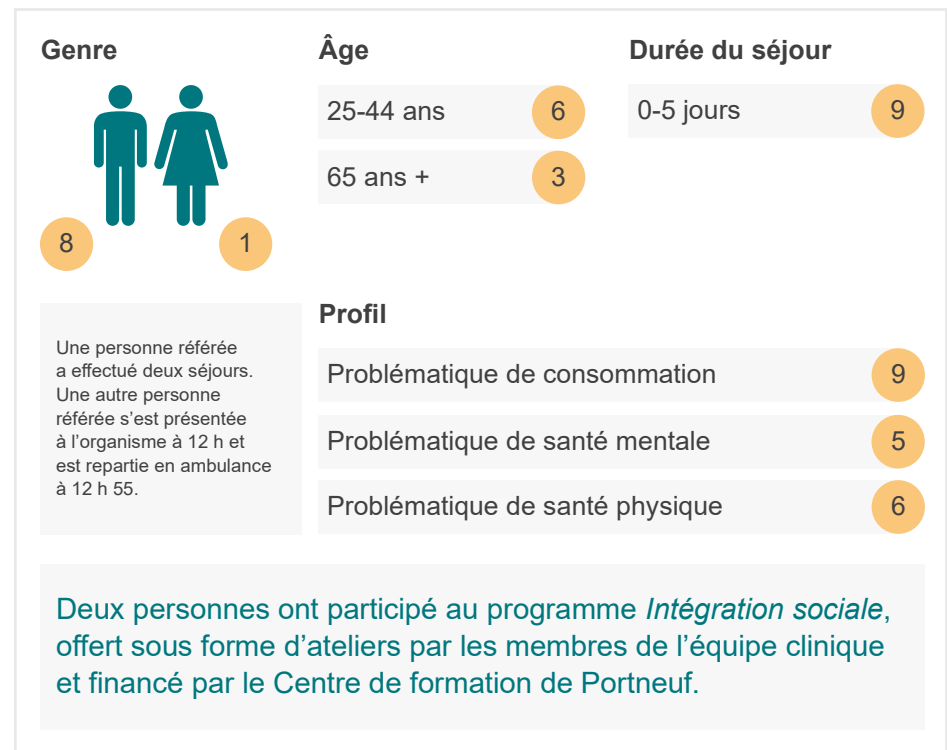 Genre
8
1
Âge
25-44 ans 6
65 ans + 3
Durée du séjour
0-5 jours 9
Une personne référée
a effectué deux séjours.
Une autre personne
référée s’est présentée
à l’organisme à 12 h et
est repartie en ambulance
à 12 h 55.
Profil
Problématique de consommation 9
Problématique de santé mentale 5
Problématique de santé physique 6
Deux personnes ont participé au programme Intégration sociale,
offert sous forme d’ateliers par les membres de l’équipe clinique
et financé par le Centre de formation de Portneuf.